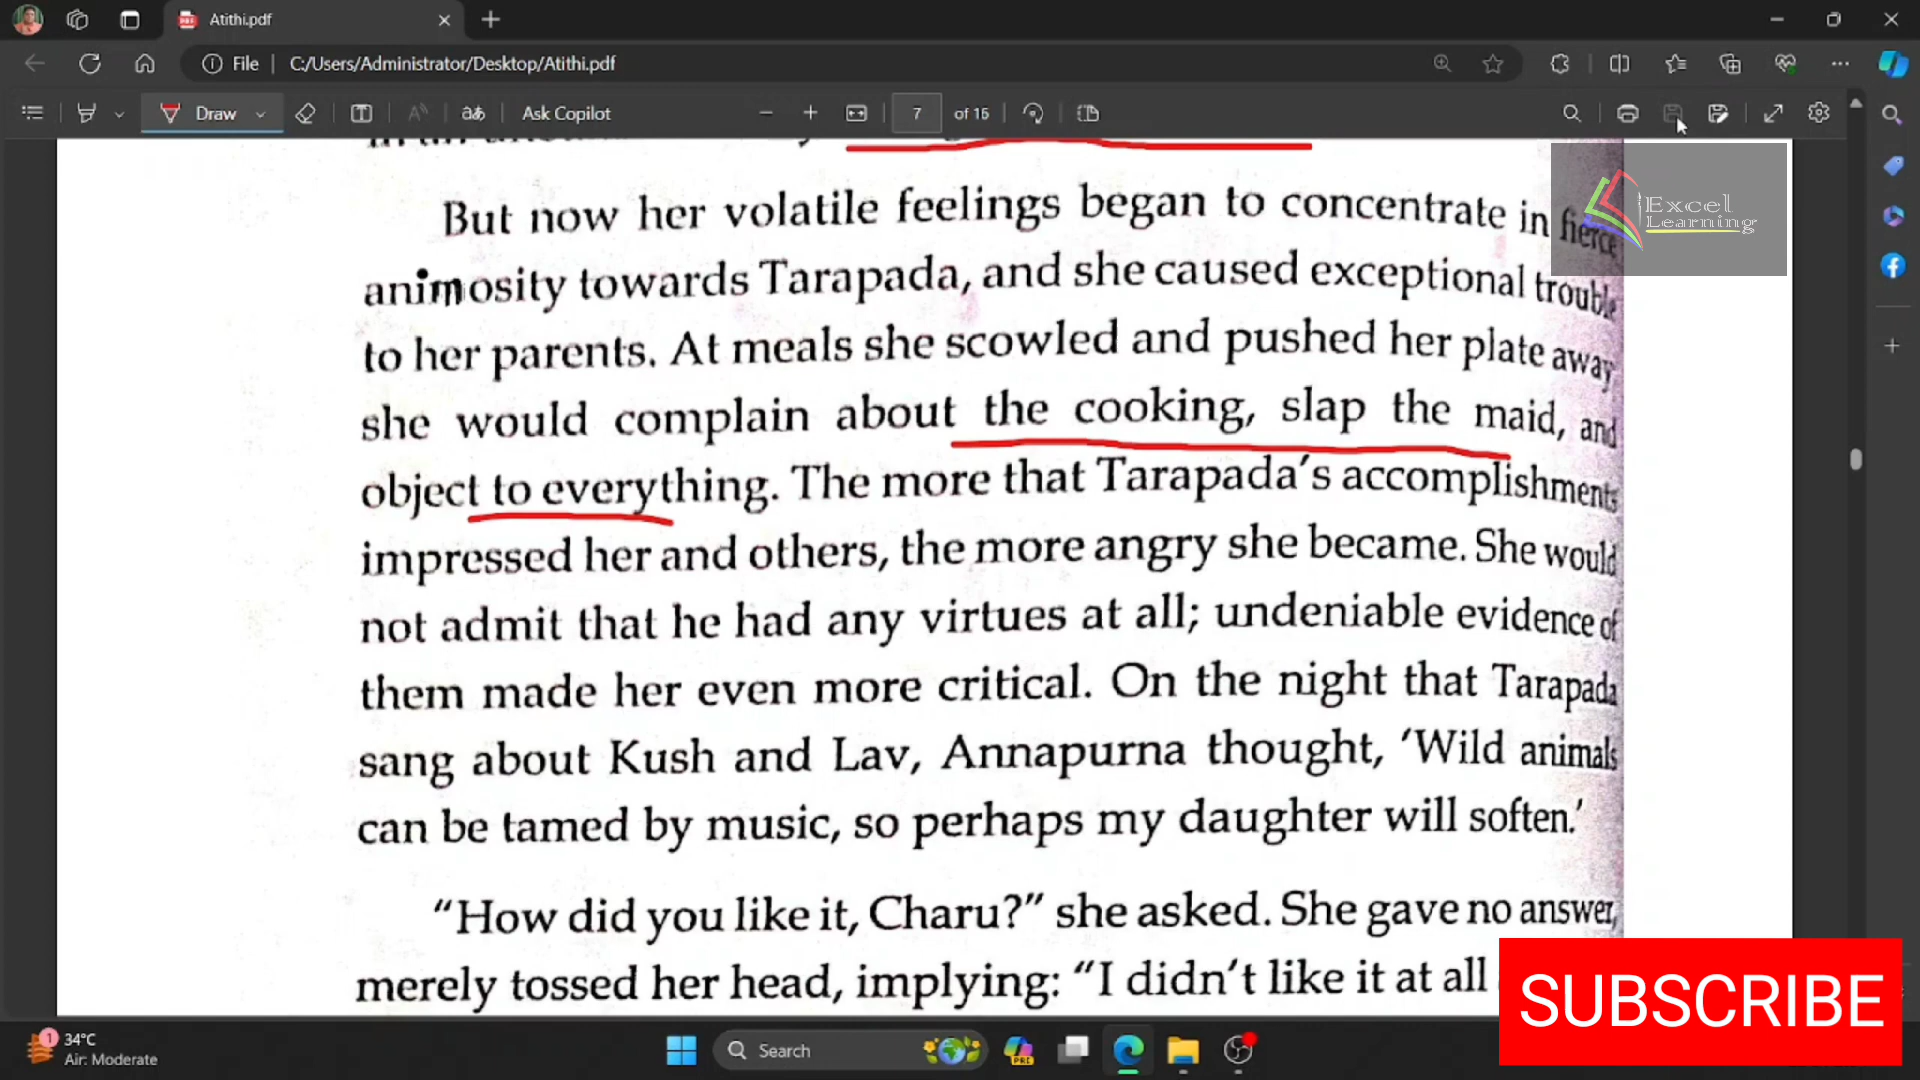 Atithi.pdf
File
C:/Users/Administrator/Desktop/Atithi.pdf
Draw
Ask Copilot
7 of 15
Excel
Learning
But now her volatile feelings began to concentrate in fierce
animosity towards Tarapada, and she caused exceptional trouble
to her parents. At meals she scowled and pushed her plate away
she would complain about the cooking, slap the maid, and
object to everything. The more that Tarapada's accomplishments
impressed her and others, the more angry she became. She would
not admit that he had any virtues at all; undeniable evidence of
them made her even more critical. On the night that Tarapada
sang about Kush and Lav, Annapurna thought, 'Wild animals
can be tamed by music, so perhaps my daughter will soften.'
"How did you like it, Charu?" she asked. She gave no answer,
merely tossed her head, implying: "I didn't like it at all
SUBSCRIBE
1
34°C
Air: Moderate
Search
PRE